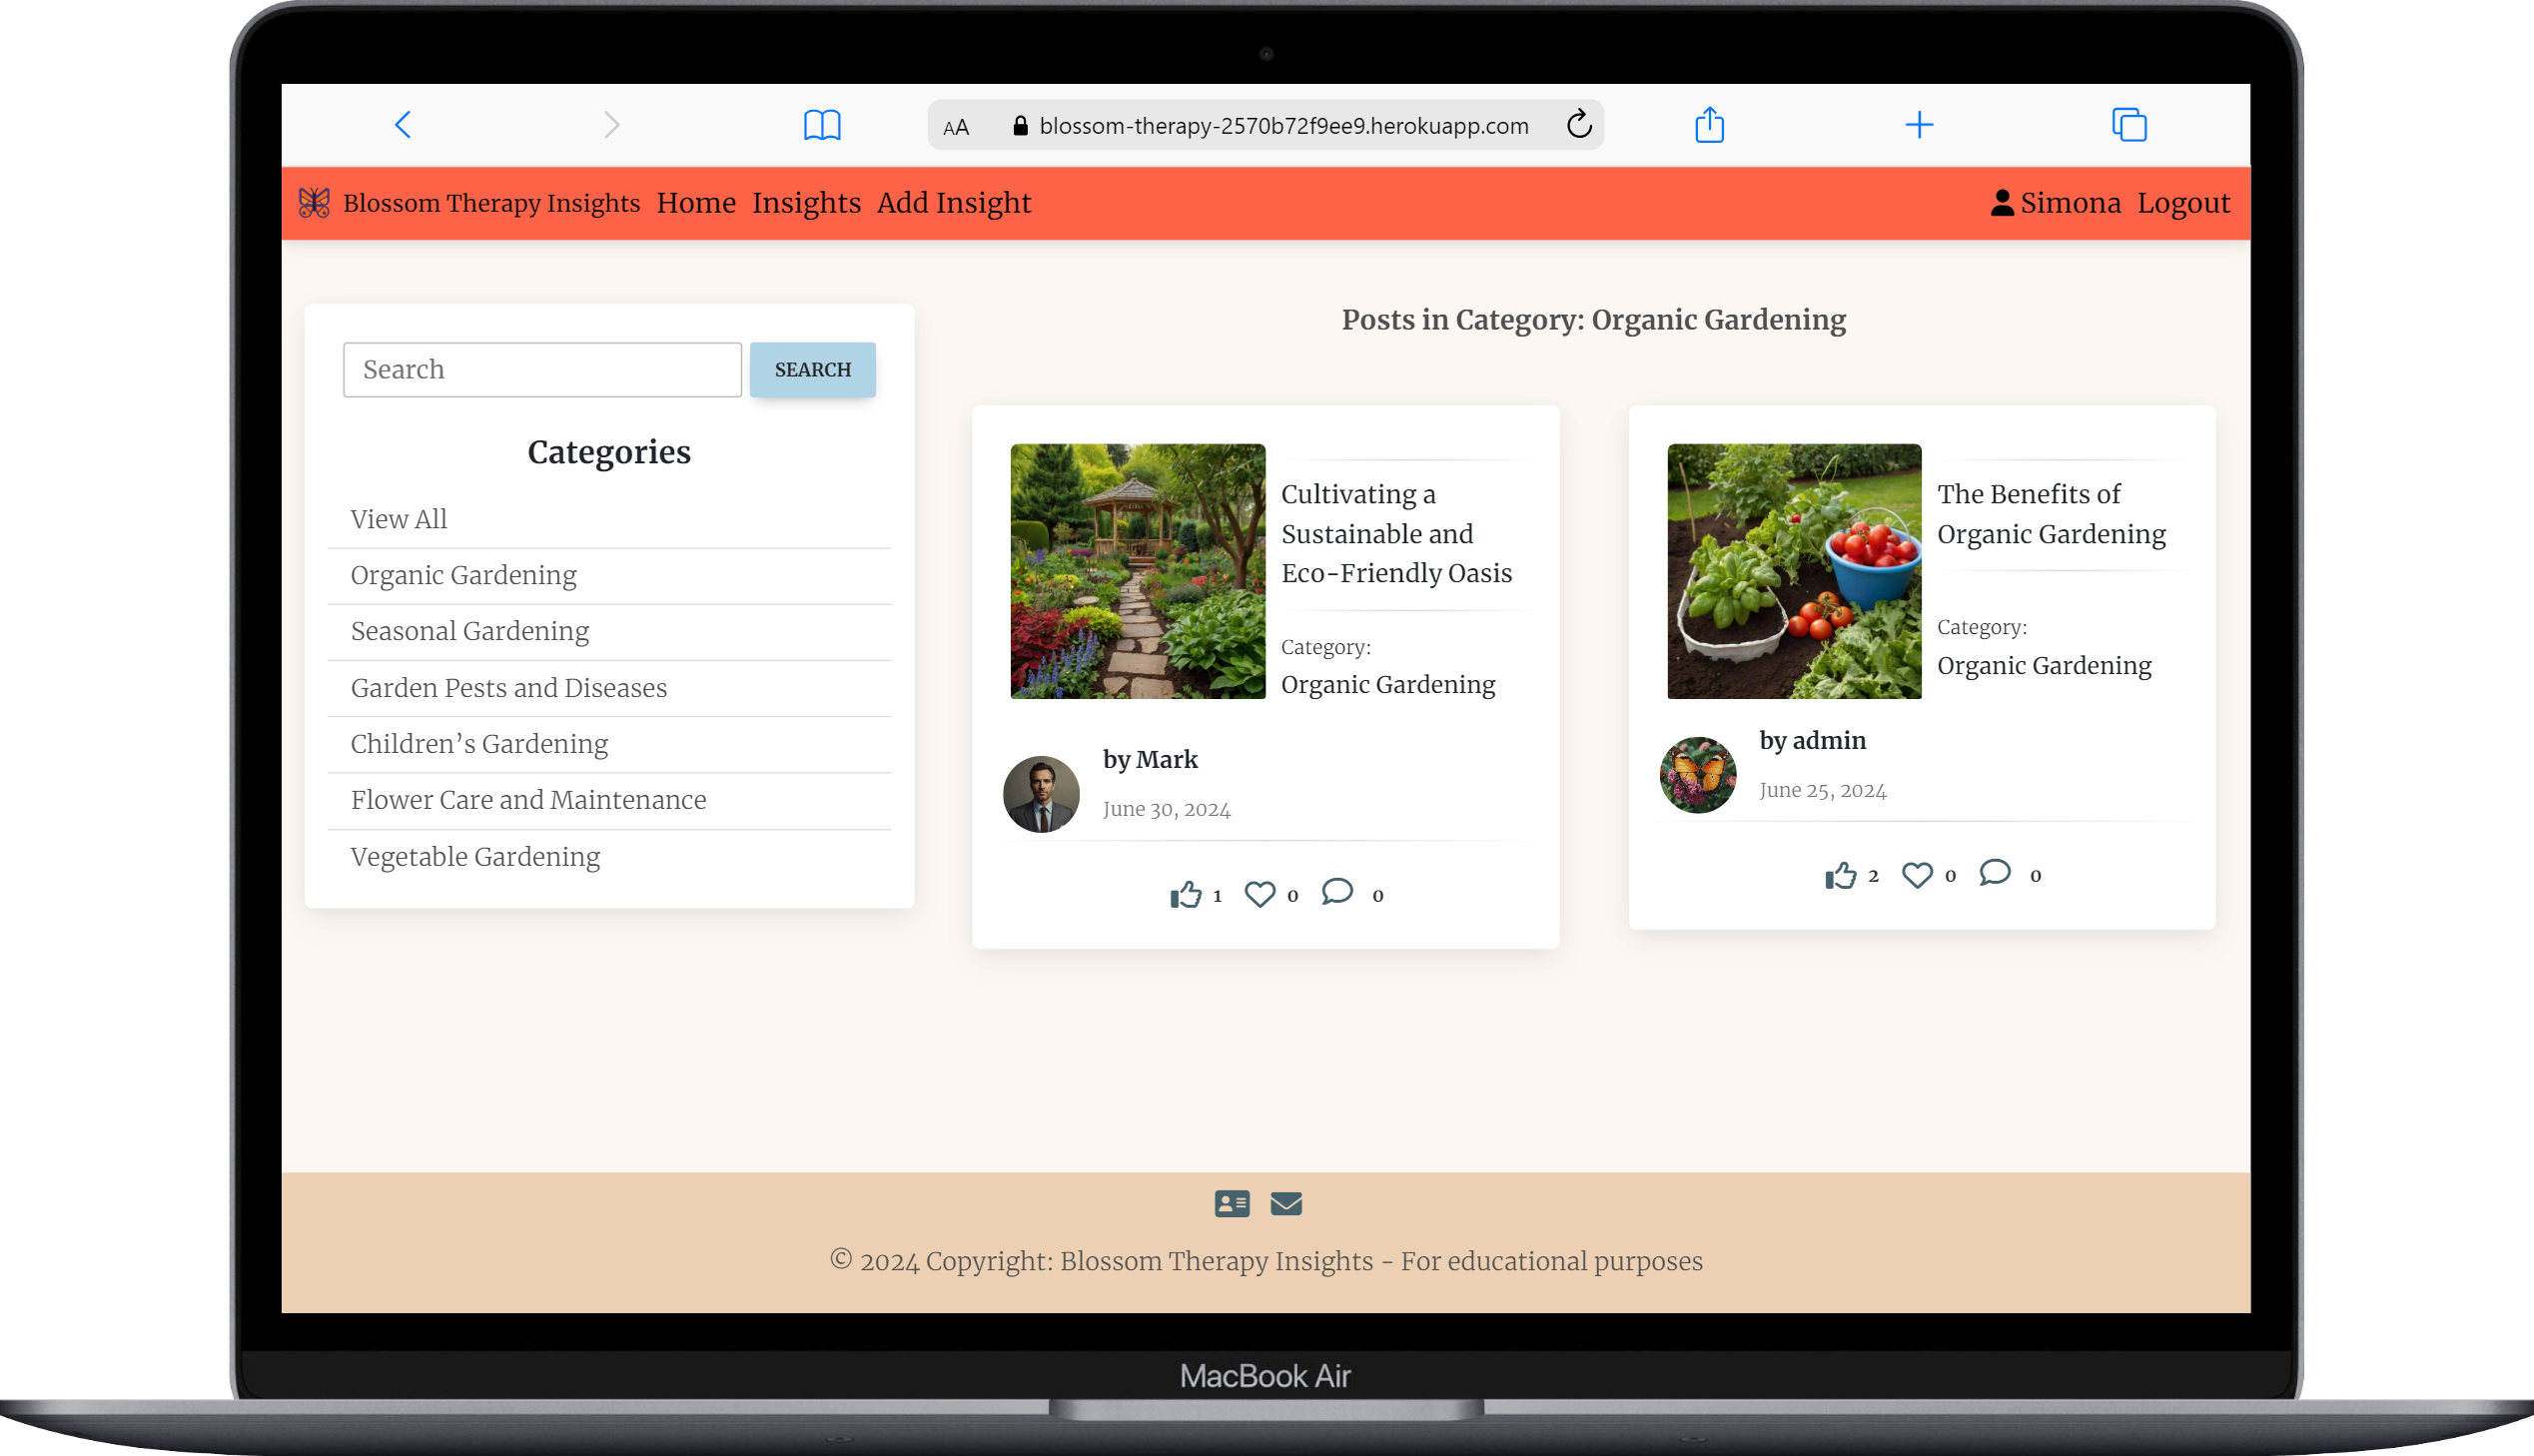 AA blossom-therapy-2570b72f9ee9.herokuapp.com
Blossom Therapy Insights Home Insights Add Insight Simona Logout
Search SEARCH
Categories
View All
Organic Gardening
Seasonal Gardening
Garden Pests and Diseases
Children’s Gardening
Flower Care and Maintenance
Vegetable Gardening
Posts in Category: Organic Gardening
Cultivating a
Sustainable and
Eco-Friendly Oasis
Category:
Organic Gardening
by Mark
June 30, 2024
1 0 0
The Benefits of
Organic Gardening
Category:
Organic Gardening
by admin
June 25, 2024
2 0 0
© 2024 Copyright: Blossom Therapy Insights - For educational purposes
MacBook Air